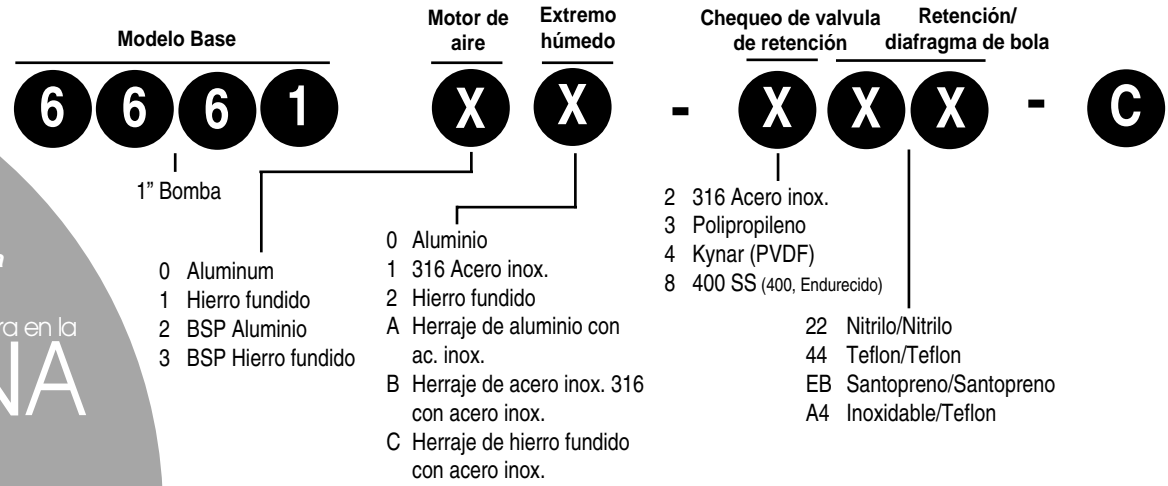 Modelo Base
Motor de
aire
Extremo
húmedo
Chequeo de valvula
de retención
Retención/
diafragma de bola
6 6 6 1 X X - X X X - C
1” Bomba
0 Aluminum
1 Hierro fundido
2 BSP Aluminio
3 BSP Hierro fundido
0 Aluminio
1 316 Acero inox.
2 Hierro fundido
A Herraje de aluminio con
ac. inox.
B Herraje de acero inox. 316
con acero inox.
C Herraje de hierro fundido
con acero inox.
2 316 Acero inox.
3 Polipropileno
4 Kynar (PVDF)
8 400 SS (400, Endurecido)
22 Nitrilo/Nitrilo
44 Teflon/Teflon
EB Santopreno/Santopreno
A4 Inoxidable/Teflon
en la